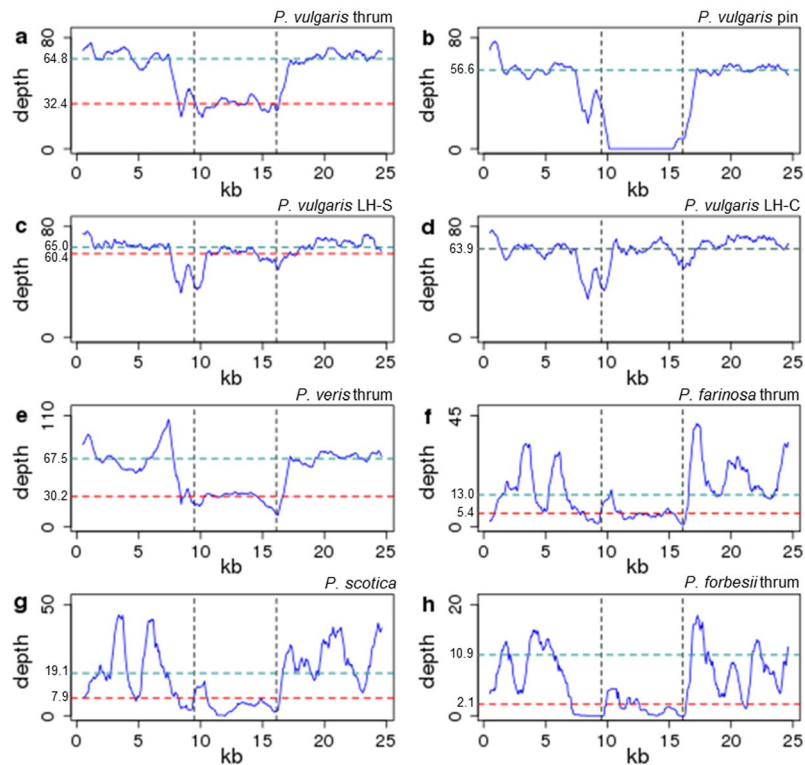 P. vulgaris thrum
a
80
64.8
32.4
0
depth
0 5 10 15 20 25
kb
P. vulgaris pin
b
80
56.6
0
depth
0 5 10 15 20 25
kb
P. vulgaris LH-S
c
80
65.0
60.4
0
depth
0 5 10 15 20 25
kb
P. vulgaris LH-C
d
80
63.9
0
depth
0 5 10 15 20 25
kb
P. veris thrum
e
110
67.5
30.2
0
depth
0 5 10 15 20 25
kb
P. farinosa thrum
f
45
13.0
5.4
0
depth
0 5 10 15 20 25
kb
P. scotica
g
50
19.1
7.9
0
depth
0 5 10 15 20 25
kb
P. forbesii thrum
h
20
10.9
2.1
0
depth
0 5 10 15 20 25
kb